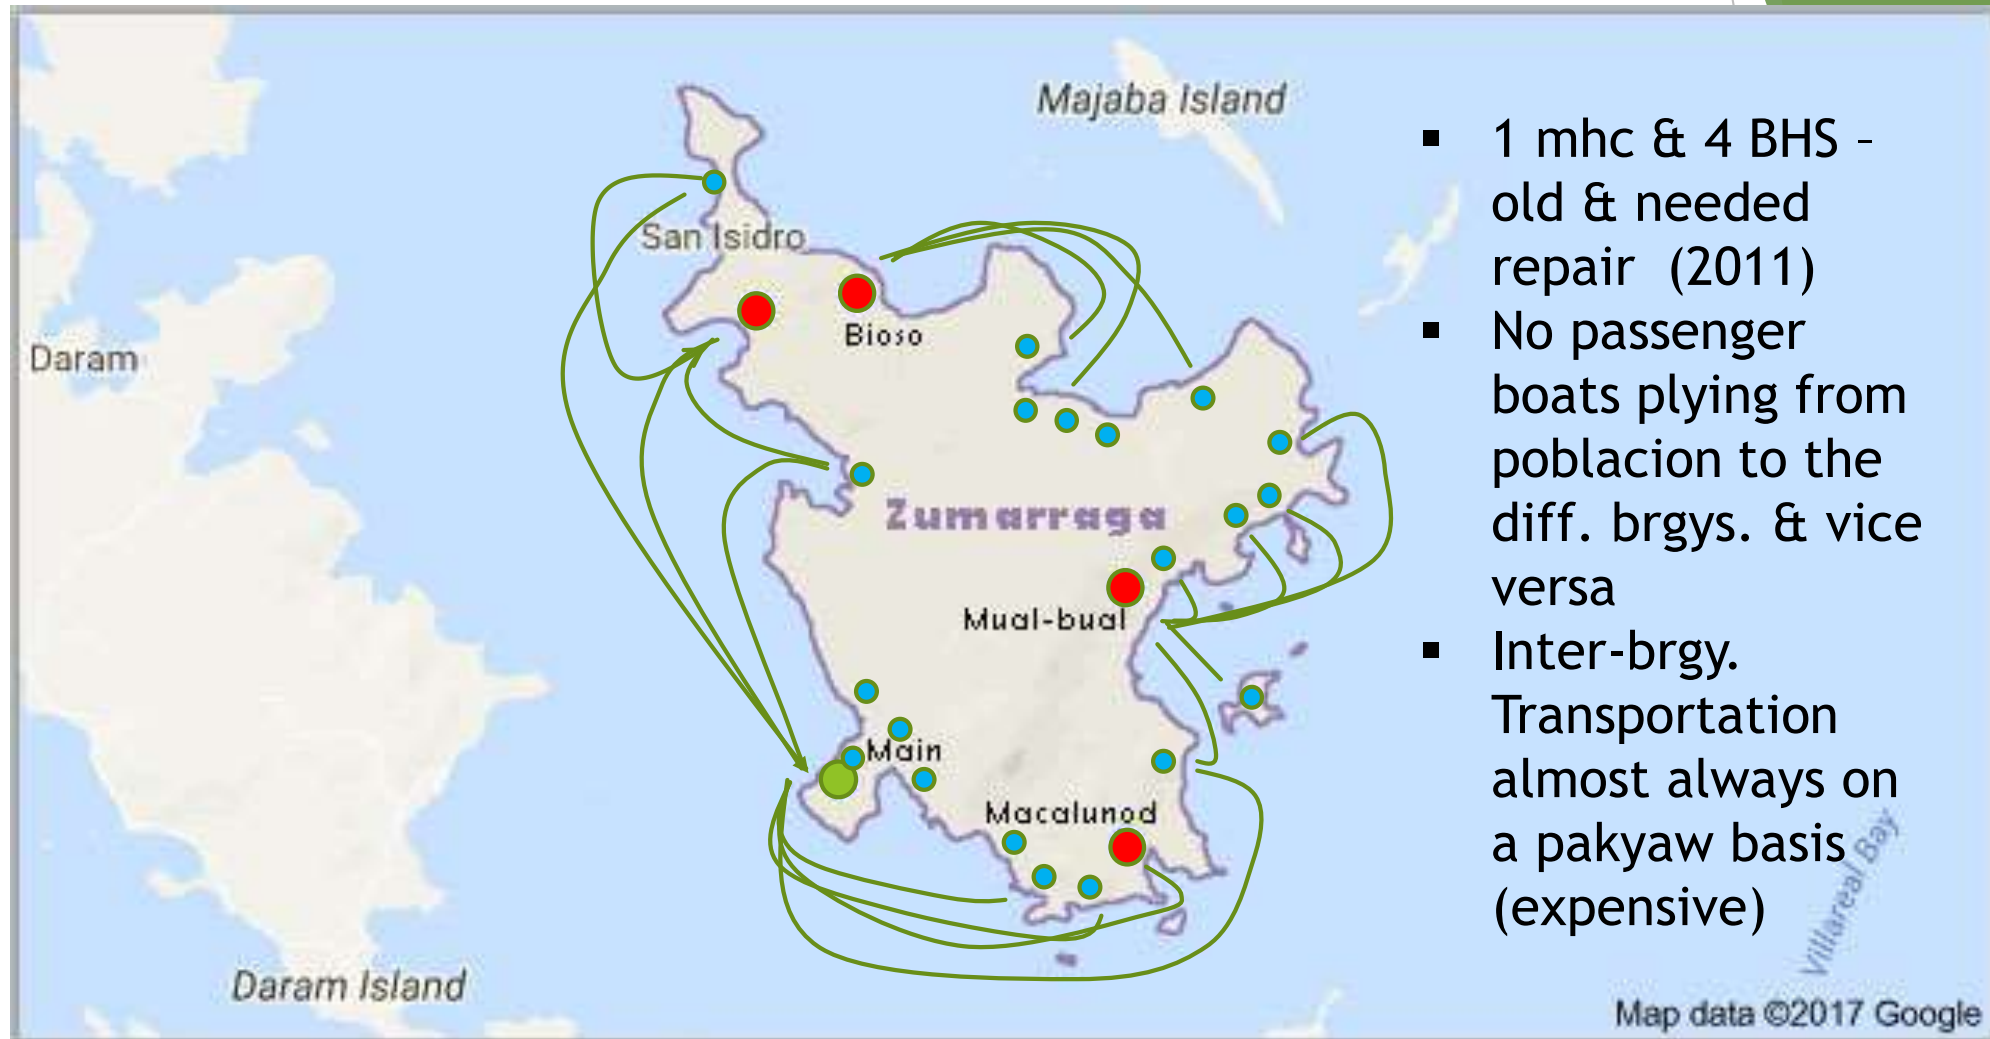 Majaba Island
San Isidro
Bioso
Daram
Zumarraga
Mual-bual
Main
Macalunod
Daram Island
▪ 1 mhc & 4 BHS –
old & needed
repair (2011)
▪ No passenger
boats plying from
poblacion to the
diff. brgys. & vice
versa
▪ Inter-brgy.
Transportation
almost always on
a pakyaw basis
(expensive)
Villareal Bay
Map data ©2017 Google